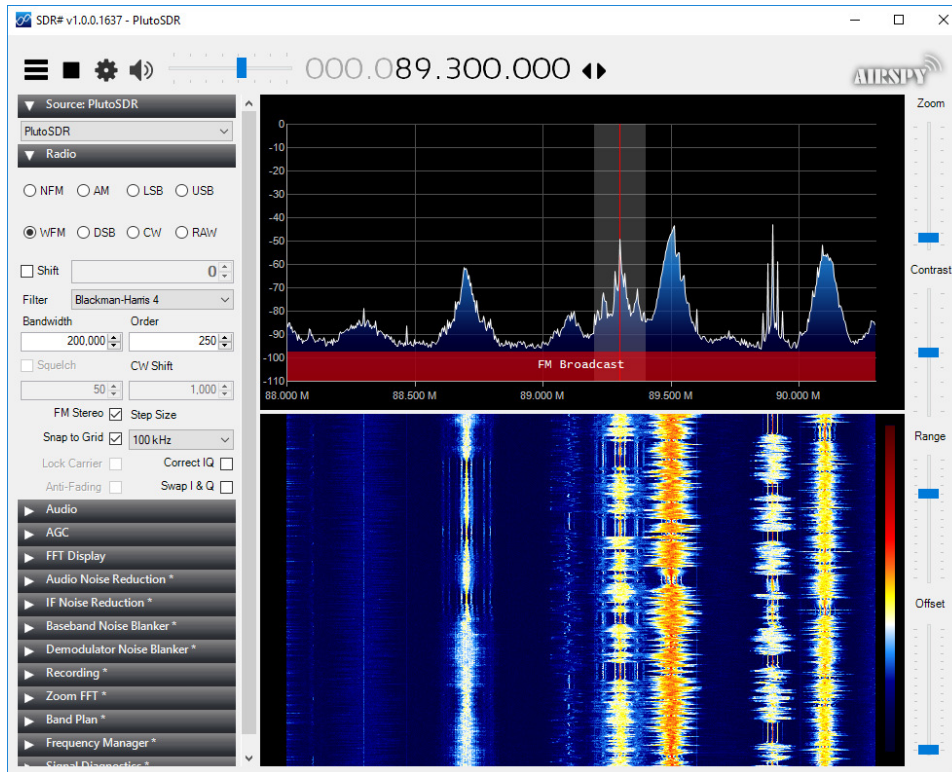 SDR# v1.0.0.1637 - PlutoSDR
000.089.300.000
AIRSPY
Source: PlutoSDR
PlutoSDR
Radio
NFM AM LSB USB
WFM DSB CW RAW
Shift 0
Filter Blackman-Harris 4
Bandwidth Order
200,000 250
Squelch CW Shift
50 1,000
FM Stereo Step Size
Snap to Grid 100 kHz
Lock Carrier Correct IQ
Anti-Fading Swap I & Q
Audio
AGC
FFT Display
Audio Noise Reduction *
IF Noise Reduction *
Baseband Noise Blanker *
Demodulator Noise Blanker *
Recording *
Zoom FFT *
Band Plan *
Frequency Manager *
Signal Diagnostics *
0
-10
-20
-30
-40
-50
-60
-70
-80
-90
-100
-110
FM Broadcast
88.000 M 88.500 M 89.000 M 89.500 M 90.000 M
Zoom
Contrast
Range
Offset